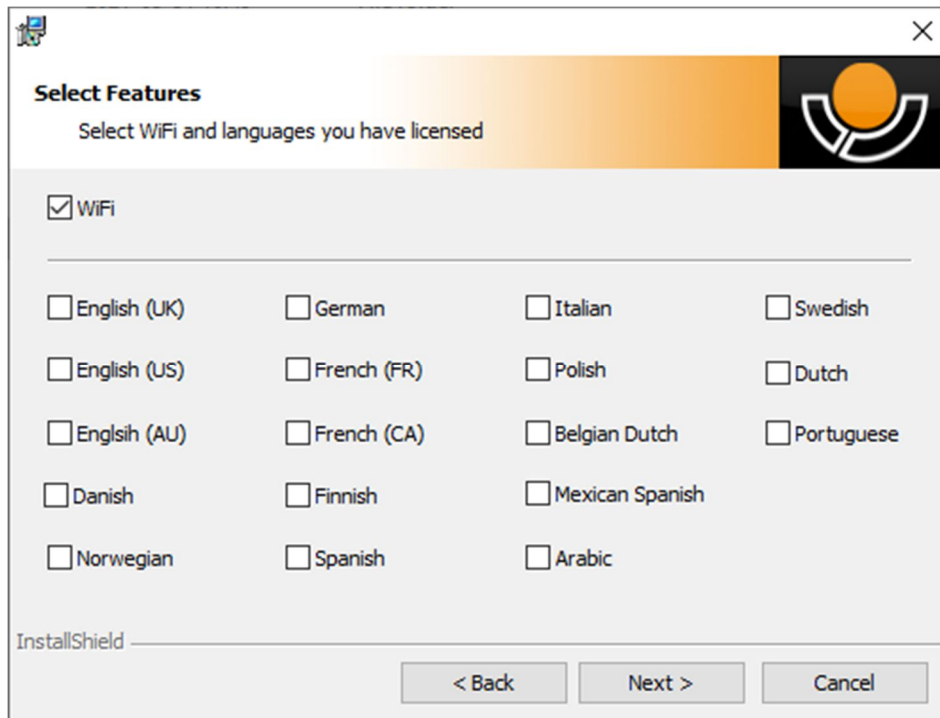 Select Features
Select WiFi and languages you have licensed
WiFi
English (UK) German Italian Swedish
English (US) French (FR) Polish Dutch
Englsih (AU) French (CA) Belgian Dutch Portuguese
Danish Finnish Mexican Spanish
Norwegian Spanish Arabic
InstallShield
< Back Next > Cancel